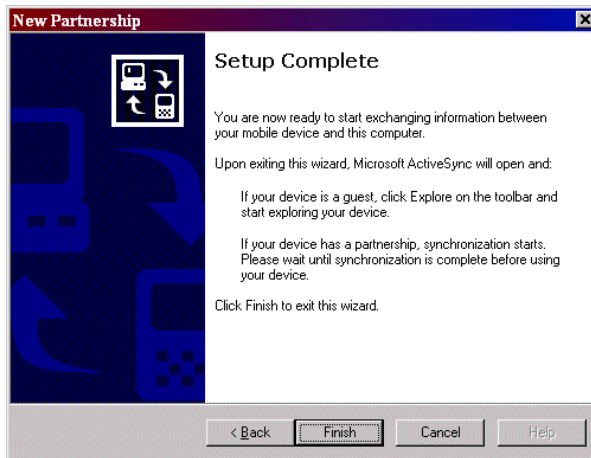 New Partnership
Setup Complete
You are now ready to start exchanging information between
your mobile device and this computer.
Upon exiting this wizard, Microsoft ActiveSync will open and:
If your device is a guest, click Explore on the toolbar and
start exploring your device.
If your device has a partnership, synchronization starts.
Please wait until synchronization is complete before using
your device.
Click Finish to exit this wizard.
< Back Finish Cancel Help